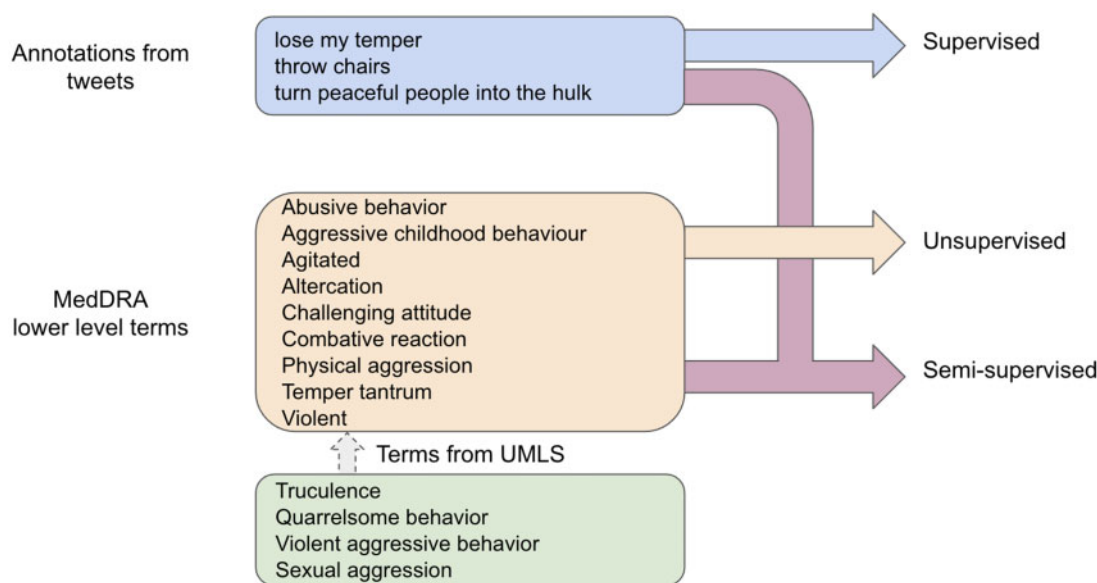 Annotations from
tweets
lose my temper
throw chairs
turn peaceful people into the hulk
Supervised
MedDRA
lower level terms
Abusive behavior
Aggressive childhood behaviour
Agitated
Altercation
Challenging attitude
Combative reaction
Physical aggression
Temper tantrum
Violent
Unsupervised
Semi-supervised
Terms from UMLS
Truculence
Quarrelsome behavior
Violent aggressive behavior
Sexual aggression